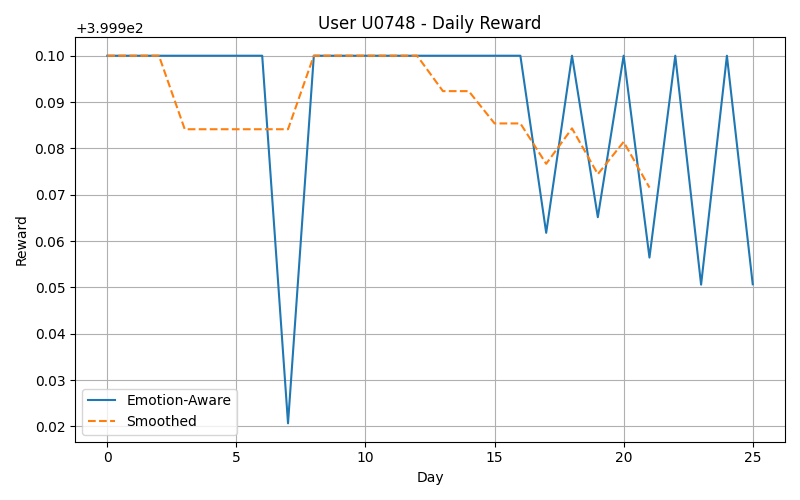 User U0748 - Daily Reward
+3.999e2
0.10
0.09
0.08
0.07
0.06
0.05
0.04
0.03
0.02
Reward
Emotion-Aware
Smoothed
0 5 10 15 20 25
Day